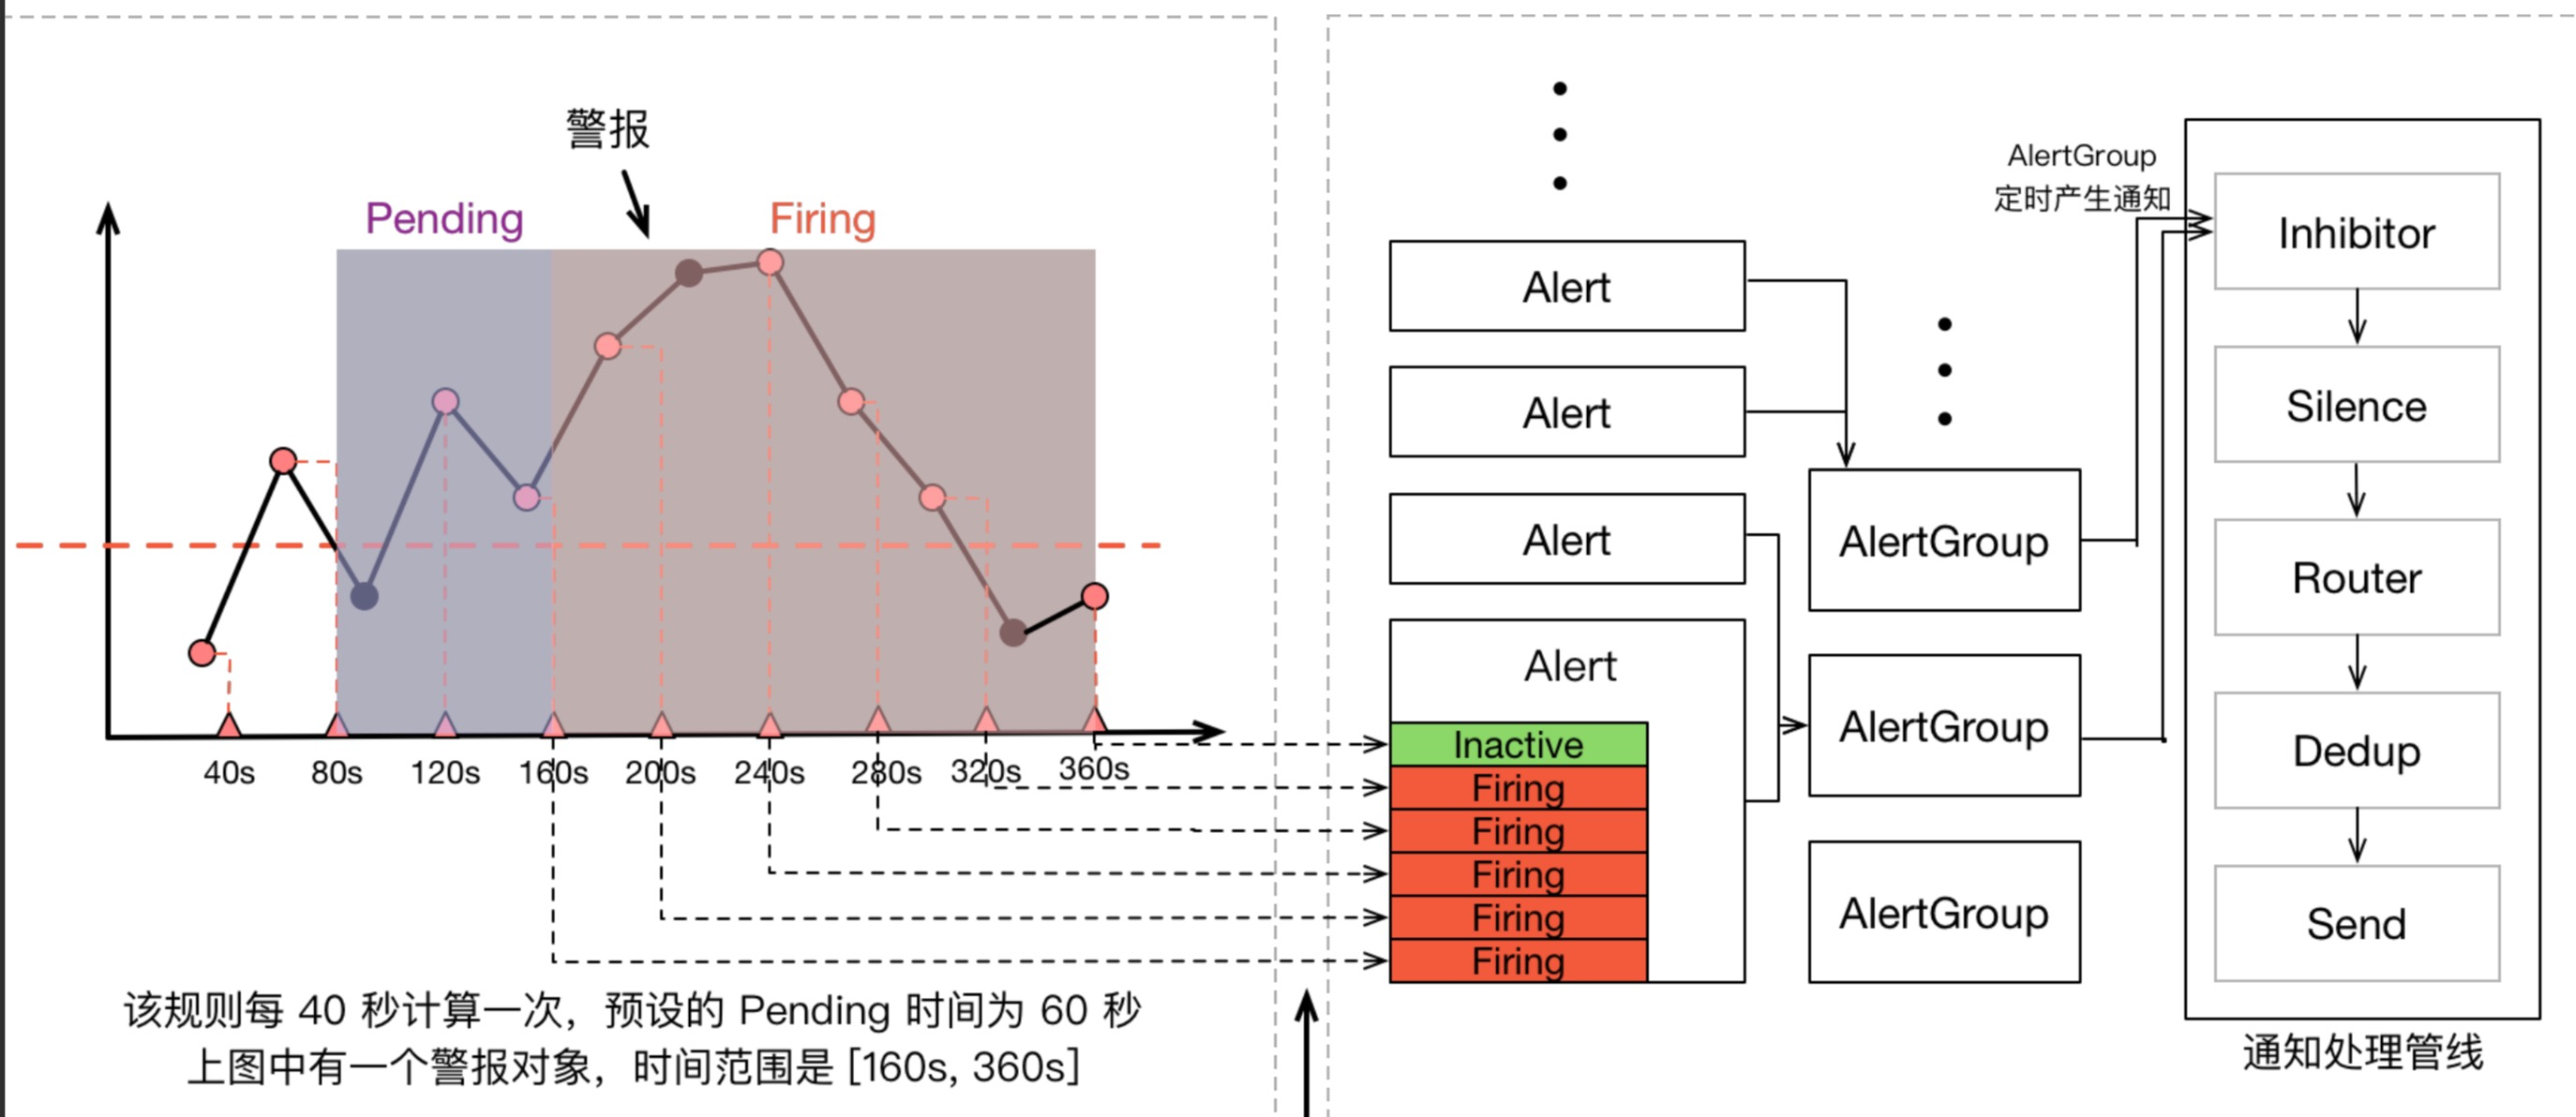 警报
Pending
Firing
40s
80s
120s
160s
200s
240s
280s
320s
360s
该规则每 40 秒计算一次，预设的 Pending 时间为 60 秒
上图中有一个警报对象，时间范围是 [160s, 360s]
Alert
Alert
Alert
Alert
Inactive
Firing
Firing
Firing
Firing
Firing
AlertGroup
AlertGroup
AlertGroup
AlertGroup
定时产生通知
Inhibitor
Silence
Router
Dedup
Send
通知处理管线